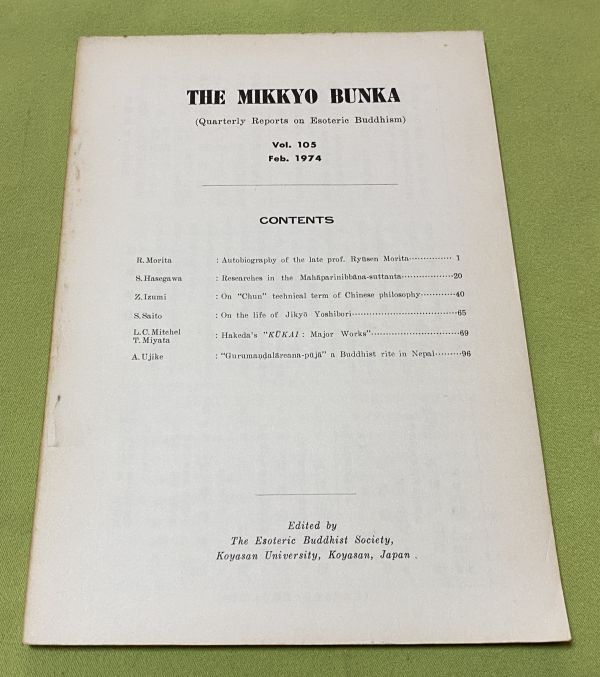 THE MIKKYO BUNKA
(Quarterly Reports on Esoteric Buddhism)
Vol. 105
Feb. 1974
CONTENTS
R. Morita : Autobiography of the late prof. Ryūsen Morita··············· 1
S. Hasegawa : Researches in the Mahāparinibbāna-suttanta·················20
Z. Izumi : On "Chun" technical term of Chinese philosophy············40
S. Saito : On the life of Jikyō Yoshibori···································65
L.C. Mitchel
T. Miyata : Hakeda's "KŪKAI : Major Works"······························69
A. Ujike : "Gurumaṇḍalārcana-pūjā" a Buddhist rite in Nepal·········96
Edited by
The Esoteric Buddhist Society,
Koyasan University, Koyasan, Japan .